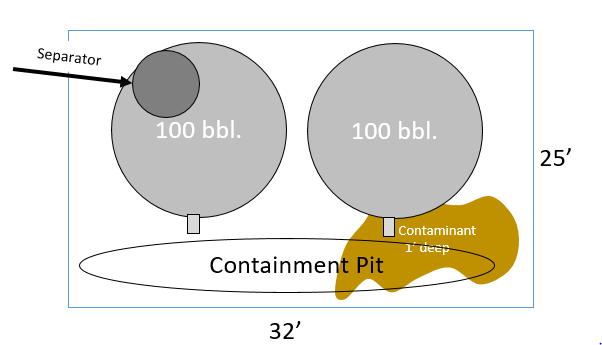 Separator
100 bbl.
100 bbl.
25’
Contaminant
1’ deep
Containment Pit
32’